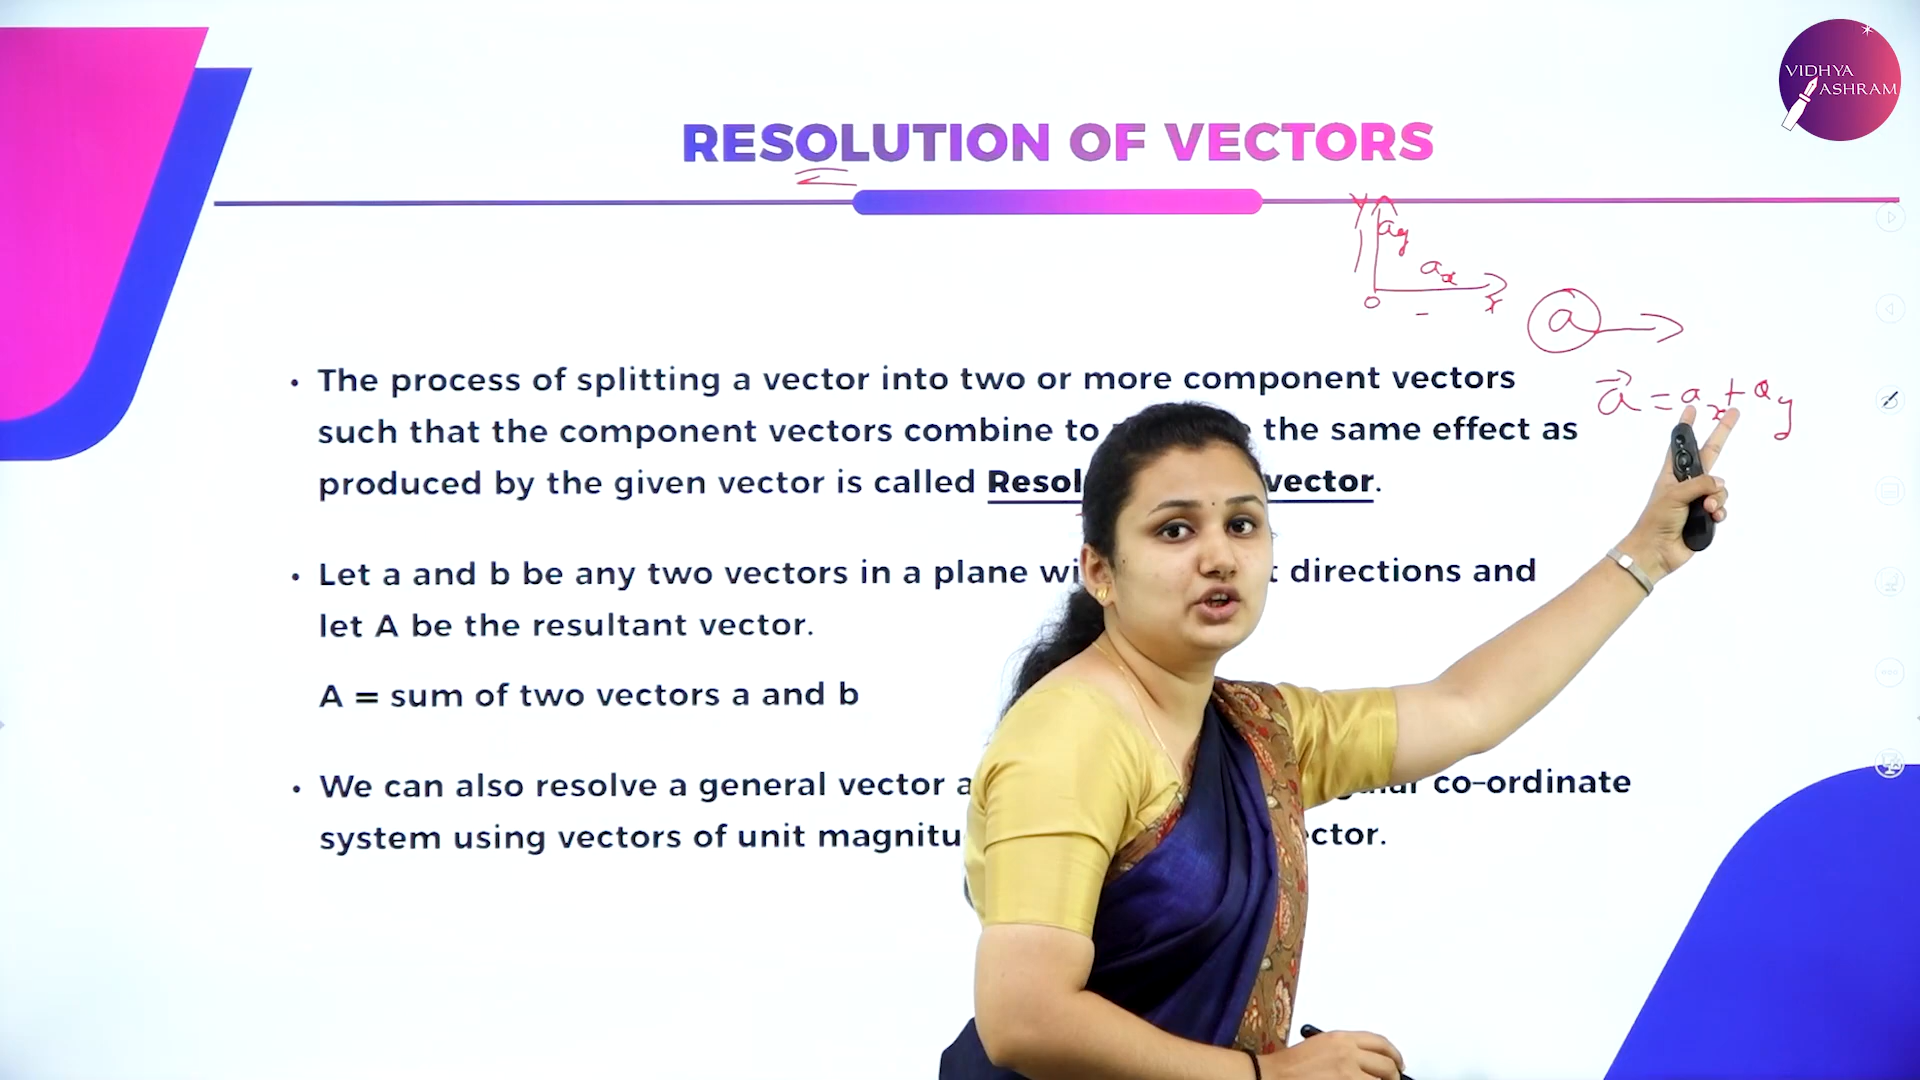 VIDHYA
ASHRAM
RESOLUTION OF VECTORS
Y
ay
ax
O
x
a
a = ax + ay
• The process of splitting a vector into two or more component vectors
such that the component vectors combine to the same effect as
produced by the given vector is called Resol vector.
• Let a and b be any two vectors in a plane directions and
let A be the resultant vector.
A = sum of two vectors a and b
• We can also resolve a general vector co-ordinate
system using vectors of unit